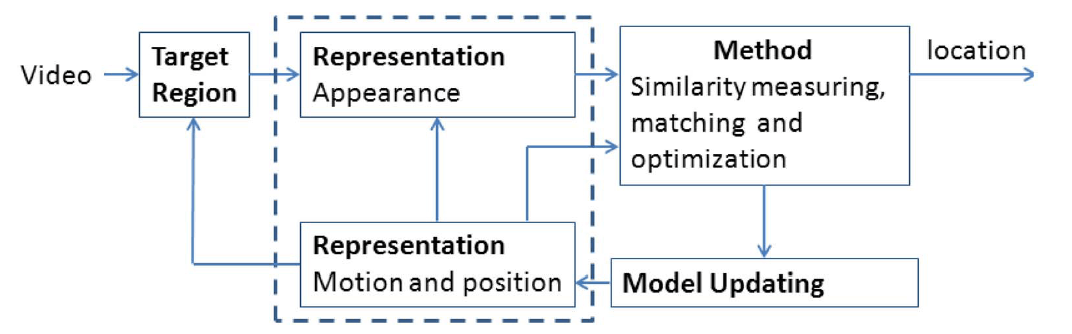 Video
Target
Region
Representation
Appearance
Method
Similarity measuring,
matching and
optimization
location
Representation
Motion and position
Model Updating